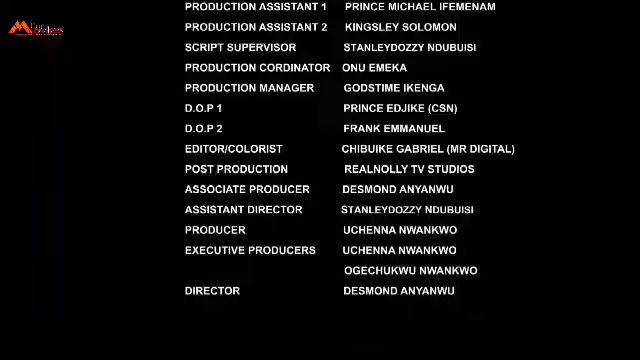 PRODUCTION ASSISTANT 1 PRINCE MICHAEL IFEMENAM
PRODUCTION ASSISTANT 2 KINGSLEY SOLOMON
SCRIPT SUPERVISOR STANLEYDOZZY NDUBUISI
PRODUCTION CORDINATOR ONU EMEKA
PRODUCTION MANAGER GODSTIME IKENGA
D.O.P 1 PRINCE EDJIKE (CSN)
D.O.P 2 FRANK EMMANUEL
EDITOR/COLORIST CHIBUIKE GABRIEL (MR DIGITAL)
POST PRODUCTION REALNOLLY TV STUDIOS
ASSOCIATE PRODUCER DESMOND ANYANWU
ASSISTANT DIRECTOR STANLEYDOZZY NDUBUISI
PRODUCER UCHENNA NWANKWO
EXECUTIVE PRODUCERS UCHENNA NWANKWO
OGECHUKWU NWANKWO
DIRECTOR DESMOND ANYANWU